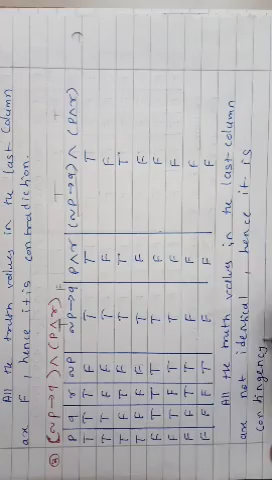 All the truth values in the last column
are F, hence it is contradiction.
③ (~P→q) ∧ (P∧r)
P q r ~P ~P→q P∧r (~P→q) ∧ (P∧r)
T T T F T T T
T T F F T F F
T F T F T T T
T F F F T F F
F T T T T F F
F T F T T F F
F F T T F F F
F F F T F F F
All the truth values in the last column
are not identical, hence it is
contingency